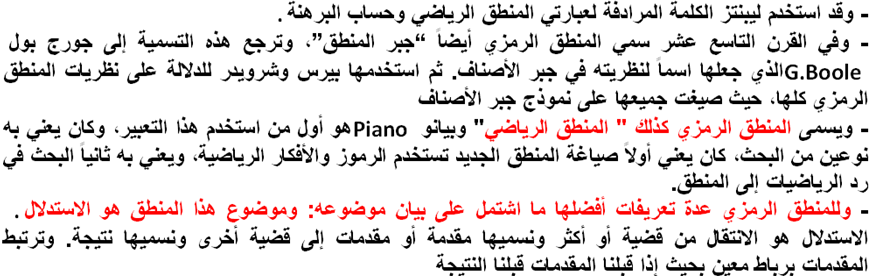 - وقد استخدم ليبنتز الكلمة المرادفة لعبارتي المنطق الرياضي وحساب البرهنة .
- وفي القرن التاسع عشر سمي المنطق الرمزي أيضاً “جبر المنطق”، وترجع هذه التسمية إلى جورج بول
G.Booleالذي جعلها اسماً لنظريته في جبر الأصناف. ثم استخدمها بيرس وشرويدر للدلالة على نظريات المنطق
الرمزي كلها، حيث صيغت جميعها على نموذج جبر الأصناف
- ويسمى المنطق الرمزي كذلك " المنطق الرياضي" وبيانو Pianoهو أول من استخدم هذا التعبير، وكان يعني به
نوعين من البحث، كان يعني أولاً صياغة المنطق الجديد تستخدم الرموز والأفكار الرياضية، ويعني به ثانياً البحث في
رد الرياضيات إلى المنطق.
- وللمنطق الرمزي عدة تعريفات أفضلها ما اشتمل على بيان موضوعه: وموضوع هذا المنطق هو الاستدلال .
الاستدلال هو الانتقال من قضية أو أكثر ونسميها مقدمة أو مقدمات إلى قضية أخرى ونسميها نتيجة. وترتبط
المقدمات برباط معين بحيث إذا قبلنا المقدمات قبلنا النتيجة